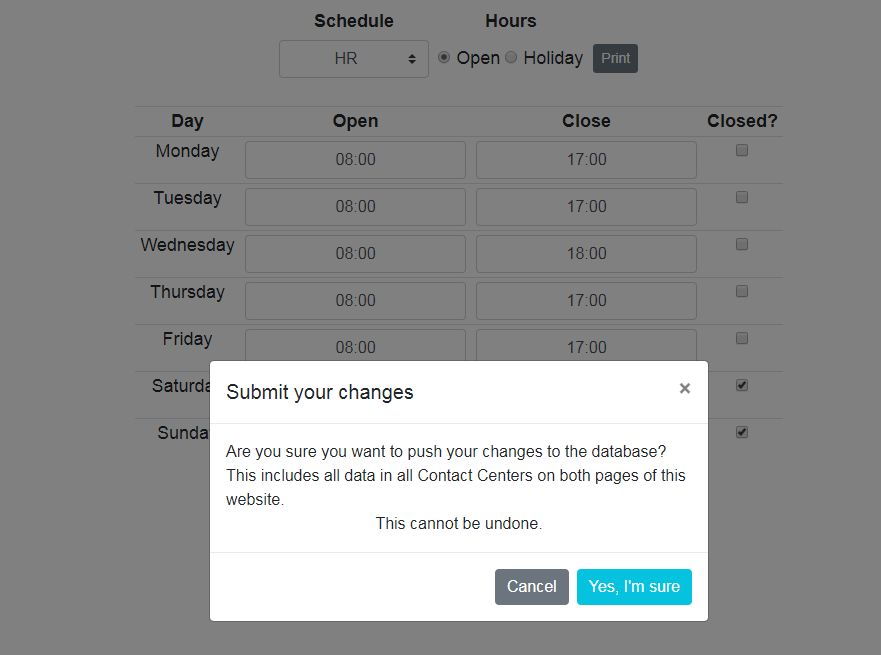 Schedule Hours
HR Open Holiday Print
Day Open Close Closed?
Monday 08:00 17:00
Tuesday 08:00 17:00
Wednesday 08:00 18:00
Thursday 08:00 17:00
Friday 08:00 17:00
Saturda
Sunda
Submit your changes ×
Are you sure you want to push your changes to the database?
This includes all data in all Contact Centers on both pages of this
website.
This cannot be undone.
Cancel Yes, I'm sure